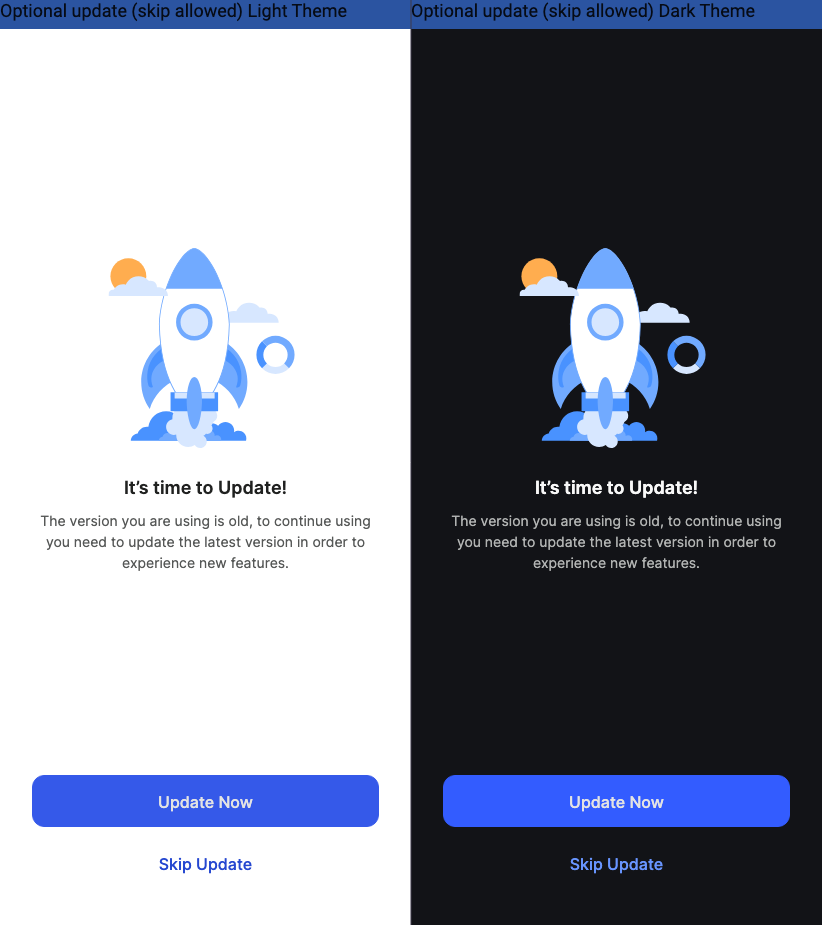 Optional update (skip allowed) Light Theme
Optional update (skip allowed) Dark Theme
It’s time to Update!
The version you are using is old, to continue using
you need to update the latest version in order to
experience new features.
Update Now
Skip Update
It’s time to Update!
The version you are using is old, to continue using
you need to update the latest version in order to
experience new features.
Update Now
Skip Update